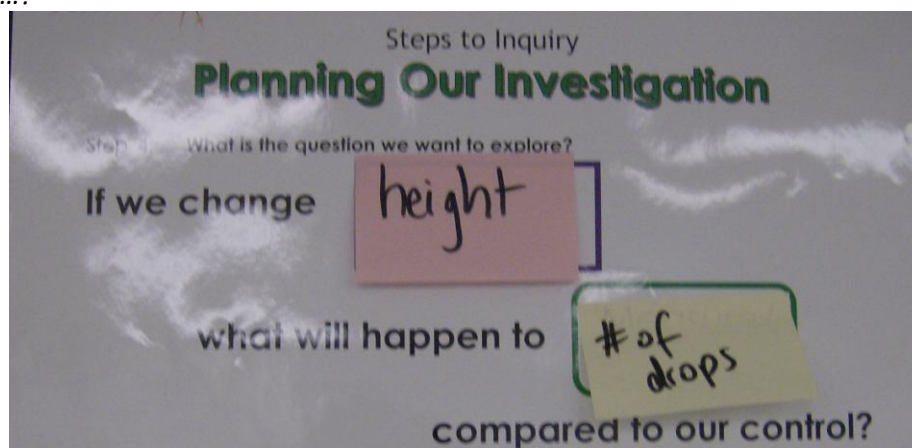 ...?
Steps to Inquiry
Planning Our Investigation
Step What is the question we want to explore?
If we change height
what will happen to # of
drops
compared to our control?